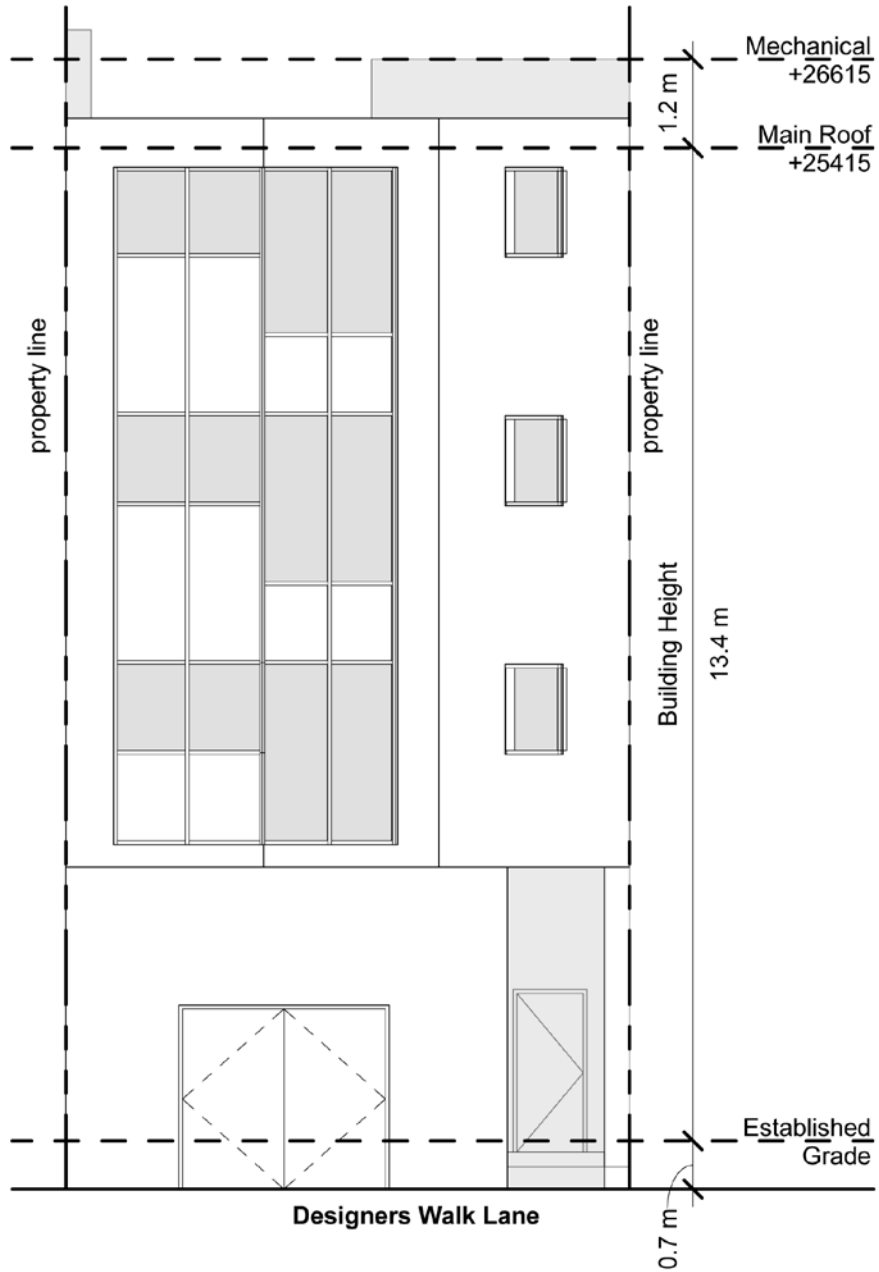 Mechanical
+26615
1.2 m
Main Roof
+25415
property line
property line
Building Height
13.4 m
Established
Grade
Designers Walk Lane
0.7 m